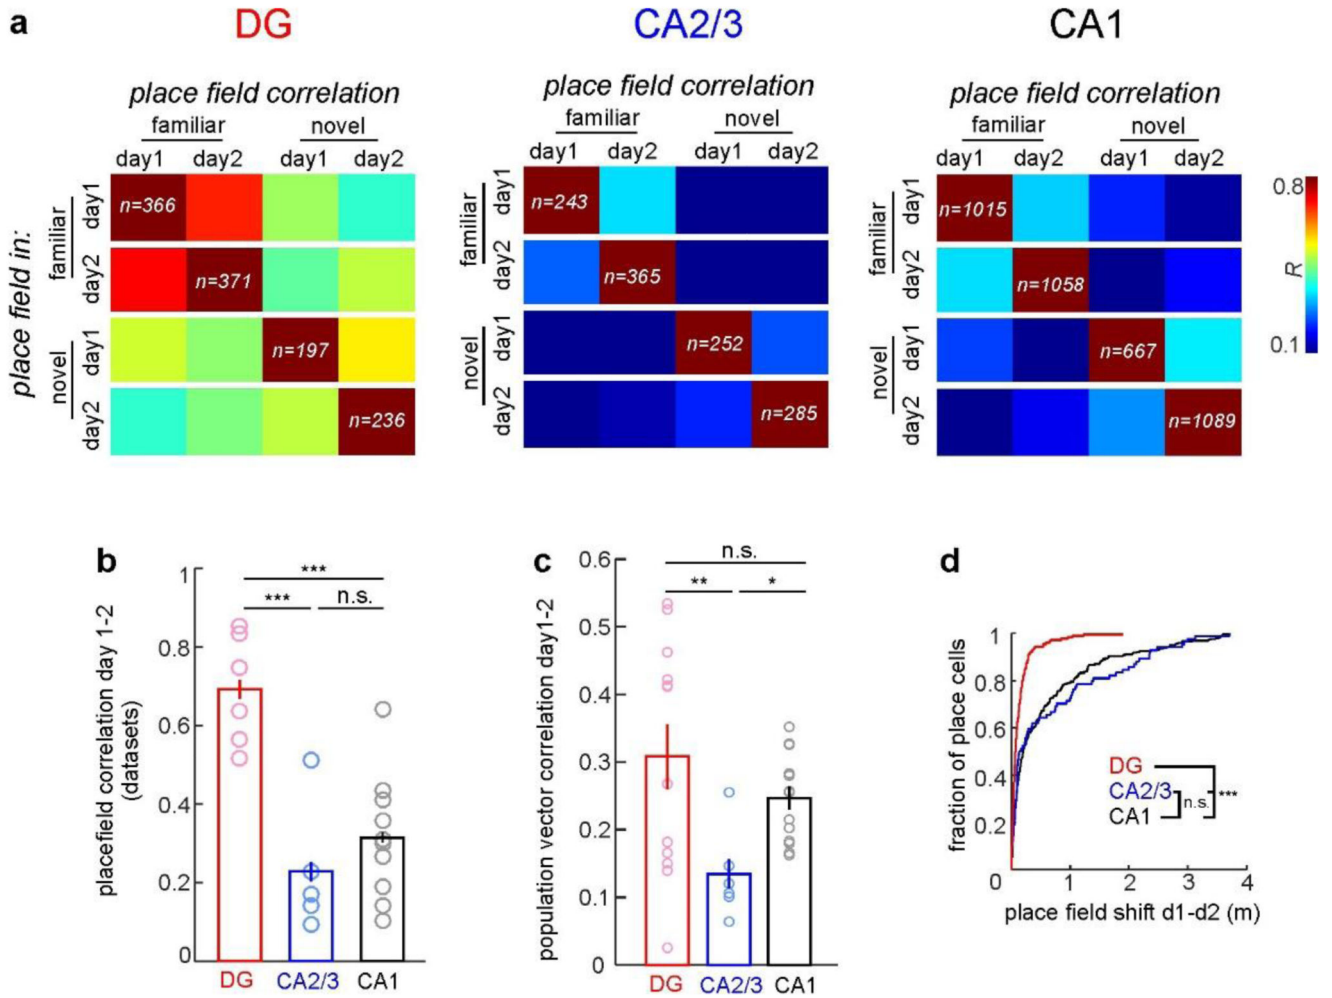 a
DG
CA2/3
CA1
place field correlation
familiar novel
day1 day2 day1 day2
place field in:
familiar
day1
day2
novel
day1
day2
n=366
n=371
n=197
n=236
place field correlation
familiar novel
day1 day2 day1 day2
familiar
day1
day2
novel
day1
day2
n=243
n=365
n=252
n=285
place field correlation
familiar novel
day1 day2 day1 day2
familiar
day1
day2
novel
day1
day2
n=1015
n=1058
n=667
n=1089
0.8
R
0.1
b
placefield correlation day 1-2
(datasets)
1
0.8
0.6
0.4
0.2
0
***
*** n.s.
DG CA2/3 CA1
c
population vector correlation day1-2
0.6
0.5
0.4
0.3
0.2
0.1
0
n.s.
** *
DG CA2/3 CA1
d
fraction of place cells
1
0.8
0.6
0.4
0.2
0 1 2 3 4
DG
CA2/3 n.s. ***
CA1
place field shift d1-d2 (m)